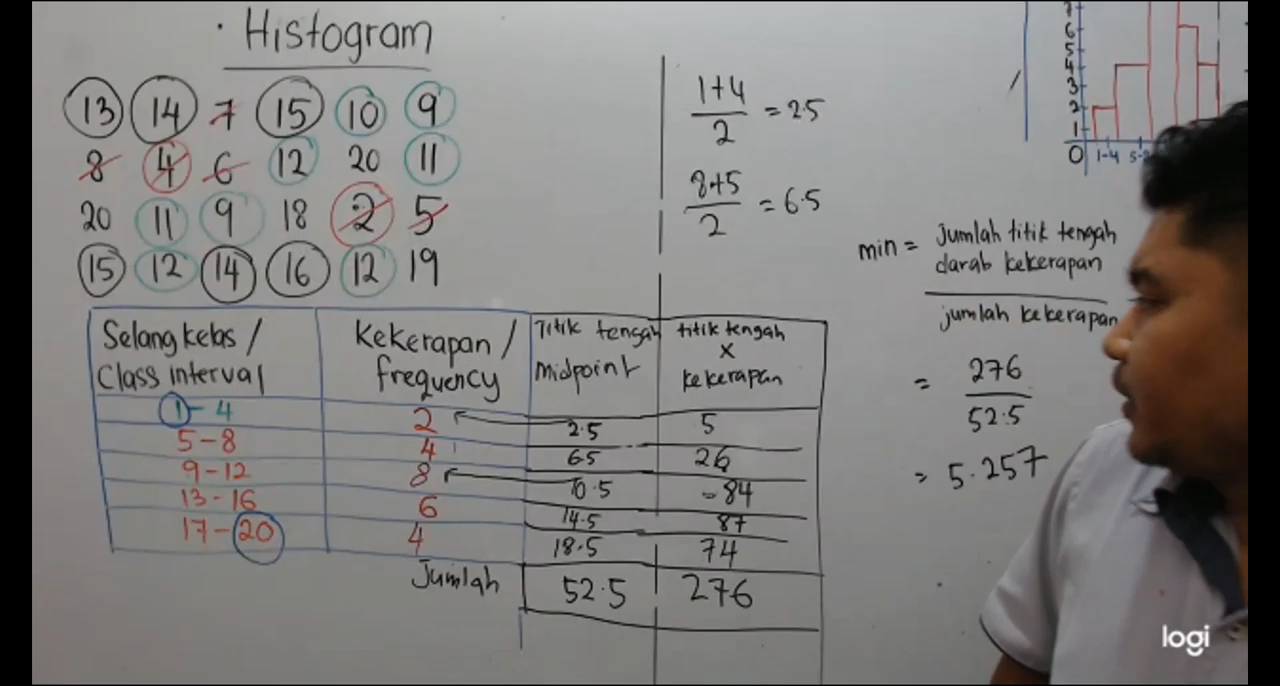 · Histogram
13 14 7 15 10 9
8 4 6 12 20 11
20 11 9 18 2 5
15 12 14 16 12 19
1+4
2
= 2.5
8+5
2
= 6.5
Selang kelas /
Class interval
Kekerapan /
frequency
Titik tengah
Midpoint
titik tengah
x
kekerapan
1 - 4 2 2.5 5
5 - 8 4 6.5 26
9 - 12 8 10.5 84
13 - 16 6 14.5 87
17 - 20 4 18.5 74
Jumlah 52.5 276
7
6
5
4
3
2
1
0 1-4
min = jumlah titik tengah
darab kekerapan
jumlah kekerapan
= 276
52.5
= 5.257
logi